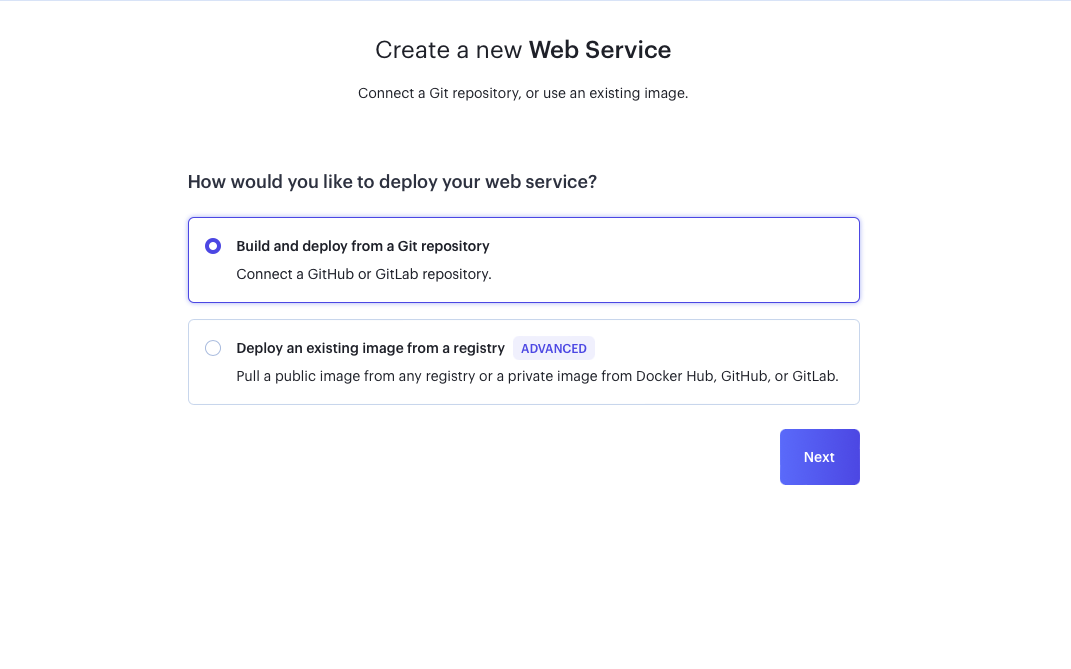 Create a new Web Service
Connect a Git repository, or use an existing image.
How would you like to deploy your web service?
Build and deploy from a Git repository
Connect a GitHub or GitLab repository.
Deploy an existing image from a registry ADVANCED
Pull a public image from any registry or a private image from Docker Hub, GitHub, or GitLab.
Next